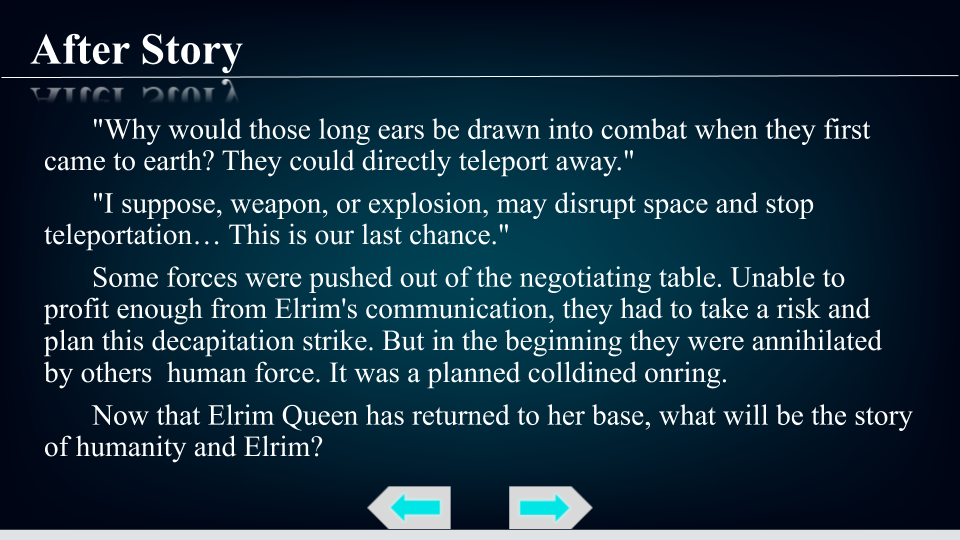 After Story
"Why would those long ears be drawn into combat when they first
came to earth? They could directly teleport away."
"I suppose, weapon, or explosion, may disrupt space and stop
teleportation… This is our last chance."
Some forces were pushed out of the negotiating table. Unable to
profit enough from Elrim's communication, they had to take a risk and
plan this decapitation strike. But in the beginning they were annihilated
by others  human force. It was a planned colldined onring.
Now that Elrim Queen has returned to her base, what will be the story
of humanity and Elrim?